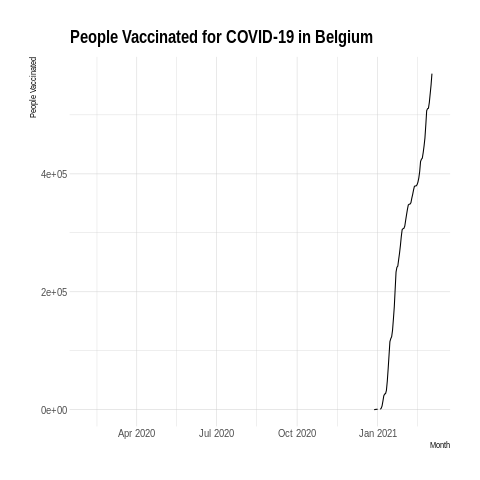 People Vaccinated for COVID-19 in Belgium
People Vaccinated
4e+05
2e+05
0e+00
Apr 2020 Jul 2020 Oct 2020 Jan 2021
Month